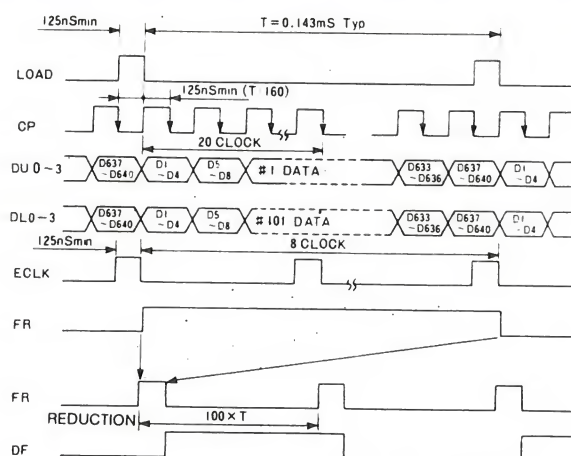 125nSmin
T=0.143mS Typ
LOAD
125nSmin (T/160)
CP
20 CLOCK
DU 0~3
D637 ~D640
D1 ~D4
D5 ~D8
#1 DATA
D633 ~D636
D637 ~D640
D1 ~D4
DL0~3
D637 ~D640
D1 ~D4
D5 ~D8
#101 DATA
D633 ~D636
D637 ~D640
D1 ~D4
125nSmin
8 CLOCK
ECLK
FR
FR
REDUCTION
100×T
DF